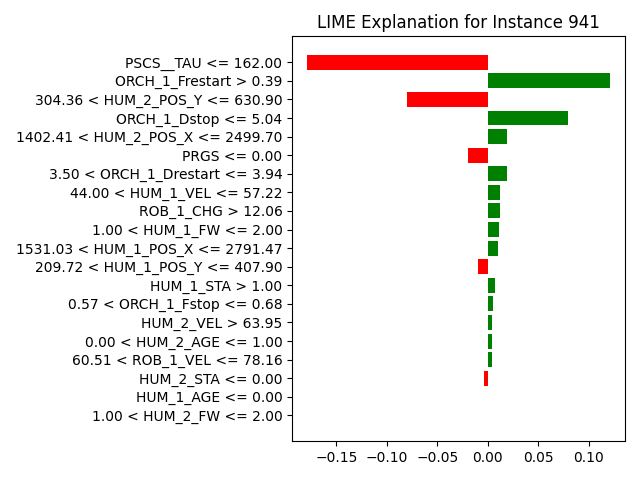 LIME Explanation for Instance 941
PSCS__TAU <= 162.00
ORCH_1_Frestart > 0.39
304.36 < HUM_2_POS_Y <= 630.90
ORCH_1_Dstop <= 5.04
1402.41 < HUM_2_POS_X <= 2499.70
PRGS <= 0.00
3.50 < ORCH_1_Drestart <= 3.94
44.00 < HUM_1_VEL <= 57.22
ROB_1_CHG > 12.06
1.00 < HUM_1_FW <= 2.00
1531.03 < HUM_1_POS_X <= 2791.47
209.72 < HUM_1_POS_Y <= 407.90
HUM_1_STA > 1.00
0.57 < ORCH_1_Fstop <= 0.68
HUM_2_VEL > 63.95
0.00 < HUM_2_AGE <= 1.00
60.51 < ROB_1_VEL <= 78.16
HUM_2_STA <= 0.00
HUM_1_AGE <= 0.00
1.00 < HUM_2_FW <= 2.00
−0.15 −0.10 −0.05 0.00 0.05 0.10